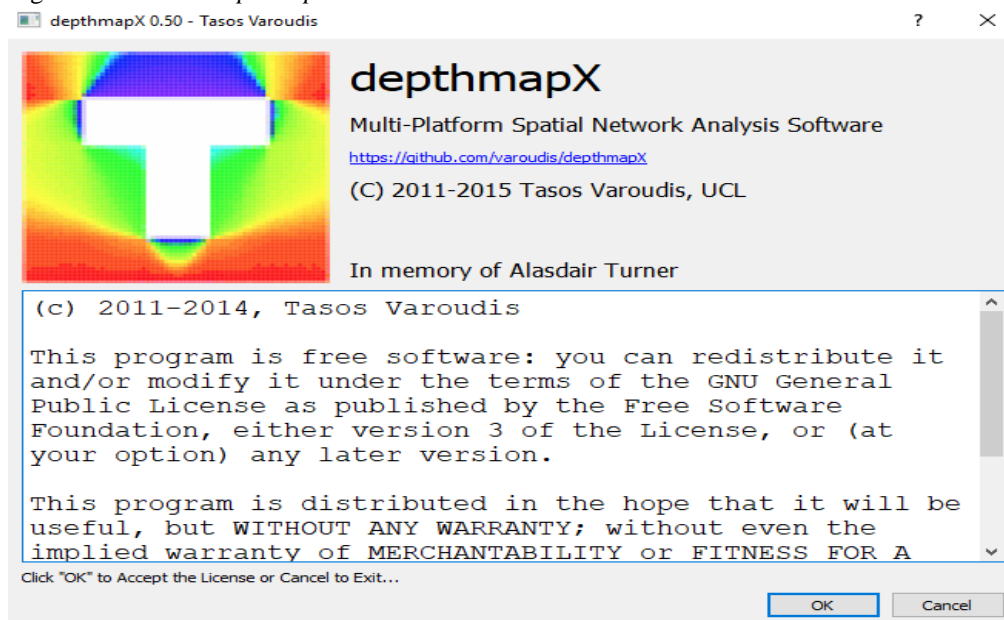 depthmapX 0.50 - Tasos Varoudis
?
depthmapX
Multi-Platform Spatial Network Analysis Software
https://github.com/varoudis/depthmapX
(C) 2011-2015 Tasos Varoudis, UCL
In memory of Alasdair Turner
(c) 2011-2014, Tasos Varoudis
This program is free software: you can redistribute it
and/or modify it under the terms of the GNU General
Public License as published by the Free Software
Foundation, either version 3 of the License, or (at
your option) any later version.
This program is distributed in the hope that it will be
useful, but WITHOUT ANY WARRANTY; without even the
implied warranty of MERCHANTABILITY or FITNESS FOR A
Click "OK" to Accept the License or Cancel to Exit...
OK
Cancel